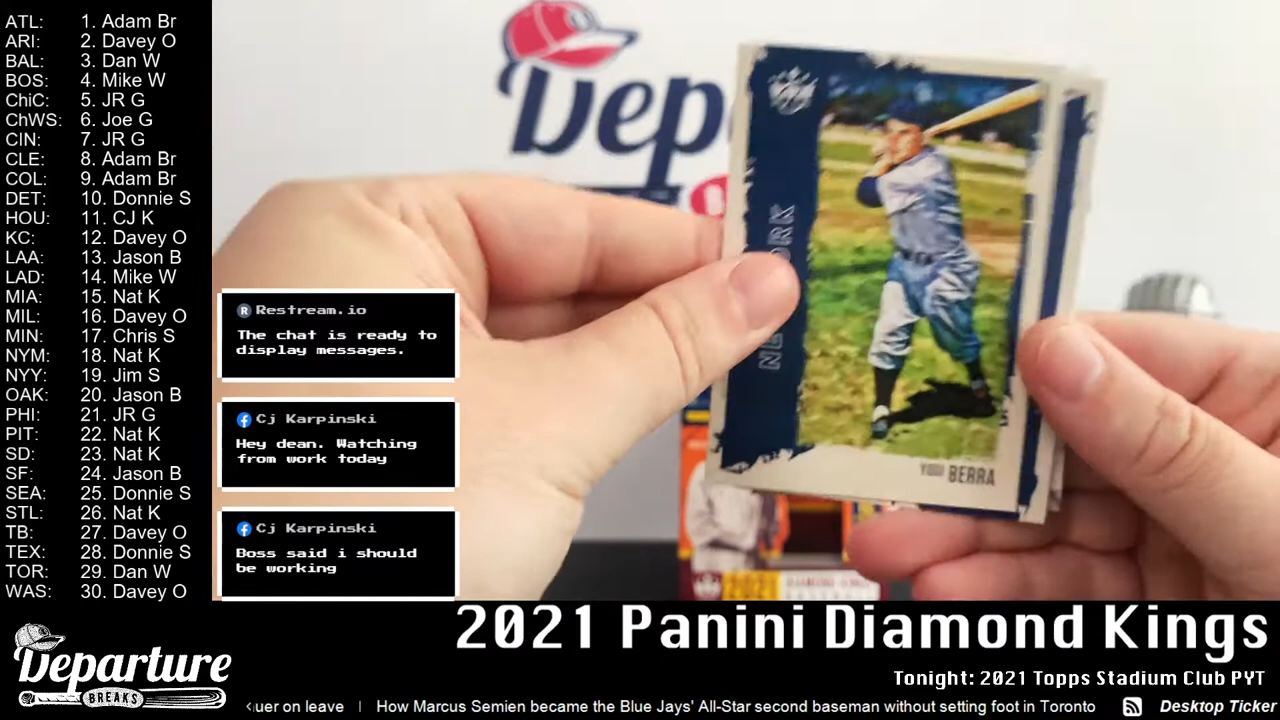 ATL: 1. Adam Br
ARI: 2. Davey O
BAL: 3. Dan W
BOS: 4. Mike W
ChiC: 5. JR G
ChWS: 6. Joe G
CIN: 7. JR G
CLE: 8. Adam Br
COL: 9. Adam Br
DET: 10. Donnie S
HOU: 11. CJ K
KC: 12. Davey O
LAA: 13. Jason B
LAD: 14. Mike W
MIA: 15. Nat K
MIL: 16. Davey O
MIN: 17. Chris S
NYM: 18. Nat K
NYY: 19. Jim S
OAK: 20. Jason B
PHI: 21. JR G
PIT: 22. Nat K
SD: 23. Nat K
SF: 24. Jason B
SEA: 25. Donnie S
STL: 26. Nat K
TB: 27. Davey O
TEX: 28. Donnie S
TOR: 29. Dan W
WAS: 30. Davey O
Restream.io
The chat is ready to
display messages.
Cj Karpinski
Hey dean. Watching
from work today
Cj Karpinski
Boss said i should
be working
Dep
YOGI BERRA
2021
2021 Panini Diamond Kings
Tonight: 2021 Topps Stadium Club PYT
Departure
BREAKS
uer on leave | How Marcus Semien became the Blue Jays' All-Star second baseman without setting foot in Toronto
Desktop Ticker